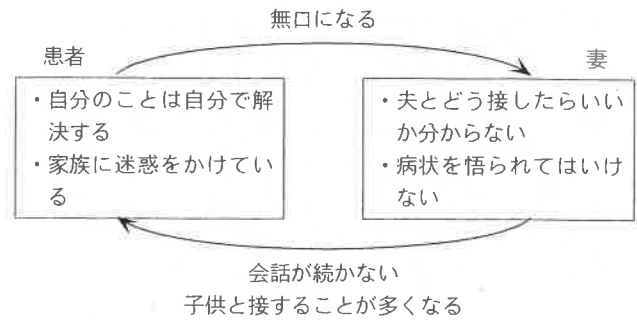 無口になる
患者
妻
・自分のことは自分で解
決する
・家族に迷惑をかけてい
る
・夫とどう接したらいい
か分からない
・病状を悟られてはいけ
ない
会話が続かない
子供と接することが多くなる